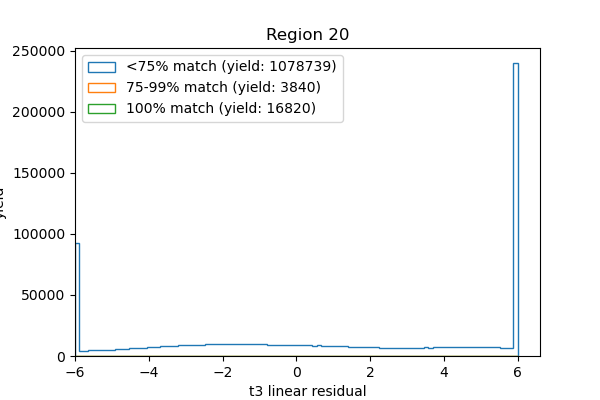 Region 20
250000
200000
150000
100000
50000
0
<75% match (yield: 1078739)
75-99% match (yield: 3840)
100% match (yield: 16820)
−6 −4 −2 0 2 4 6
t3 linear residual